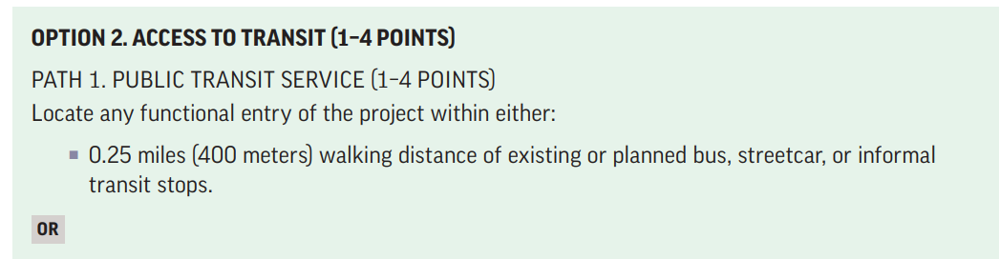 OPTION 2. ACCESS TO TRANSIT (1–4 POINTS)
PATH 1. PUBLIC TRANSIT SERVICE (1–4 POINTS)
Locate any functional entry of the project within either:
■ 0.25 miles (400 meters) walking distance of existing or planned bus, streetcar, or informal
transit stops.
OR